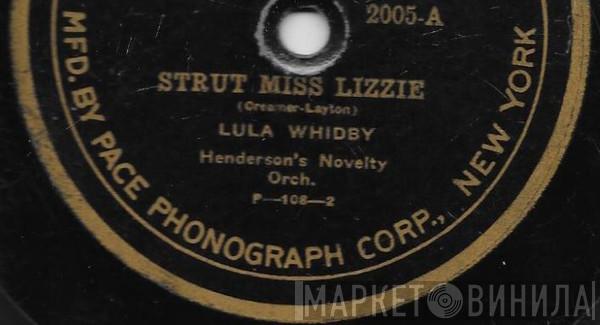 2005-A
STRUT MISS LIZZIE
(Creamer-Layton)
LULA WHIDBY
Henderson's Novelty
Orch.
P—108—2
MFD. BY PACE PHONOGRAPH CORP., NEW YORK
МАРКЕТ ВИНИЛА!